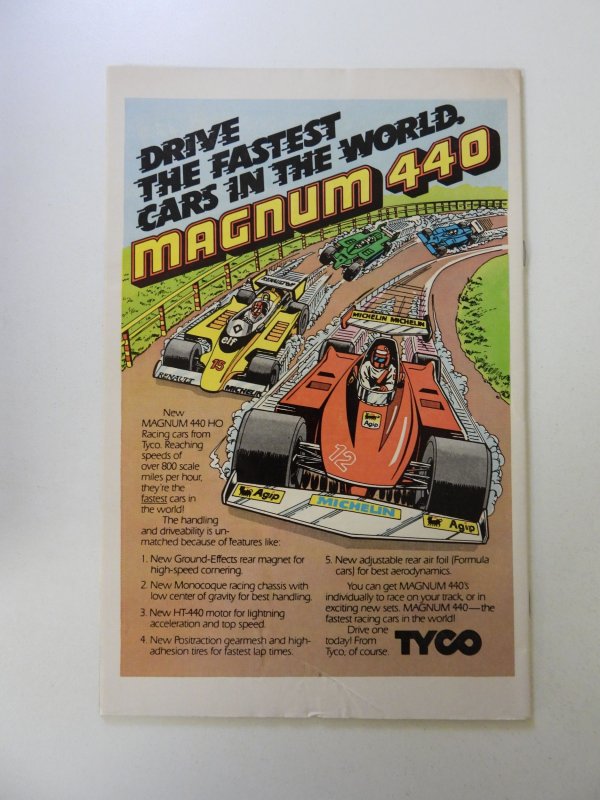 DRIVE
THE FASTEST
CARS IN THE WORLD.
MAGNUM 440
RENAULT
elf
15
RENAULT
MICHELIN
MICHELIN MICHELIN
Agip
12
Agip
MICHELIN
Agip
New
MAGNUM 440 HO
Racing cars from
Tyco. Reaching
speeds of
over 800 scale
miles per hour,
they're the
fastest cars in
the world!
The handling
and driveability is un-
matched because of features like:
1. New Ground-Effects rear magnet for
high-speed cornering.
2. New Monocoque racing chassis with
low center of gravity for best handling.
3. New HT-440 motor for lightning
acceleration and top speed.
4. New Positraction gearmesh and high-
adhesion tires for fastest lap times.
5. New adjustable rear air foil (Formula
cars) for best aerodynamics.
You can get MAGNUM 440's
individually to race on your track, or in
exciting new sets. MAGNUM 440—the
fastest racing cars in the world!
Drive one
today! From
Tyco, of course.
TYCO